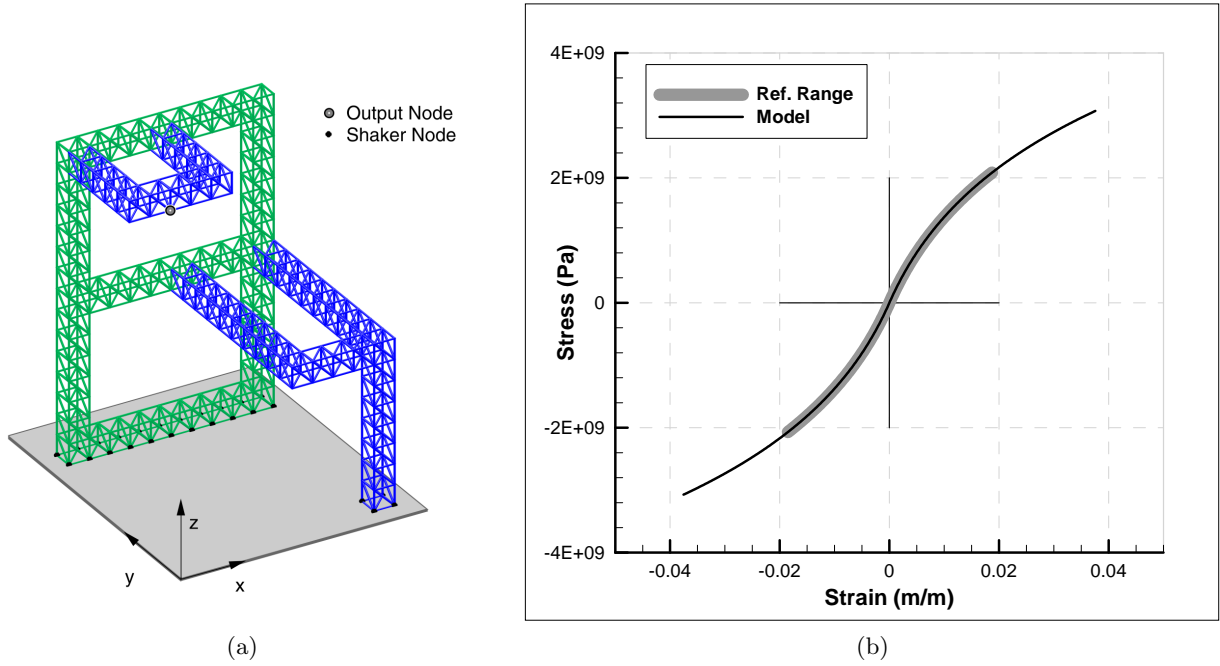 Output Node
Shaker Node
z
y
x
(a)
4E+09
2E+09
0
-2E+09
-4E+09
Stress (Pa)
Ref. Range
Model
-0.04
-0.02
0
0.02
0.04
Strain (m/m)
(b)